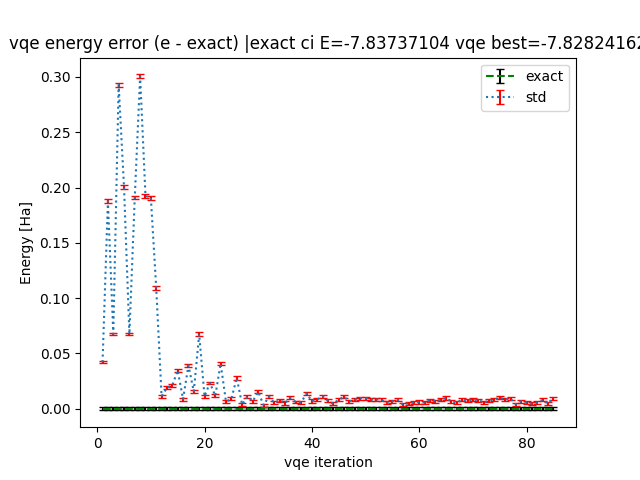 vqe energy error (e - exact) |exact ci E=-7.83737104 vqe best=-7.82824162
exact
std
0.30
0.25
0.20
0.15
0.10
0.05
0.00
Energy [Ha]
0 20 40 60 80
vqe iteration